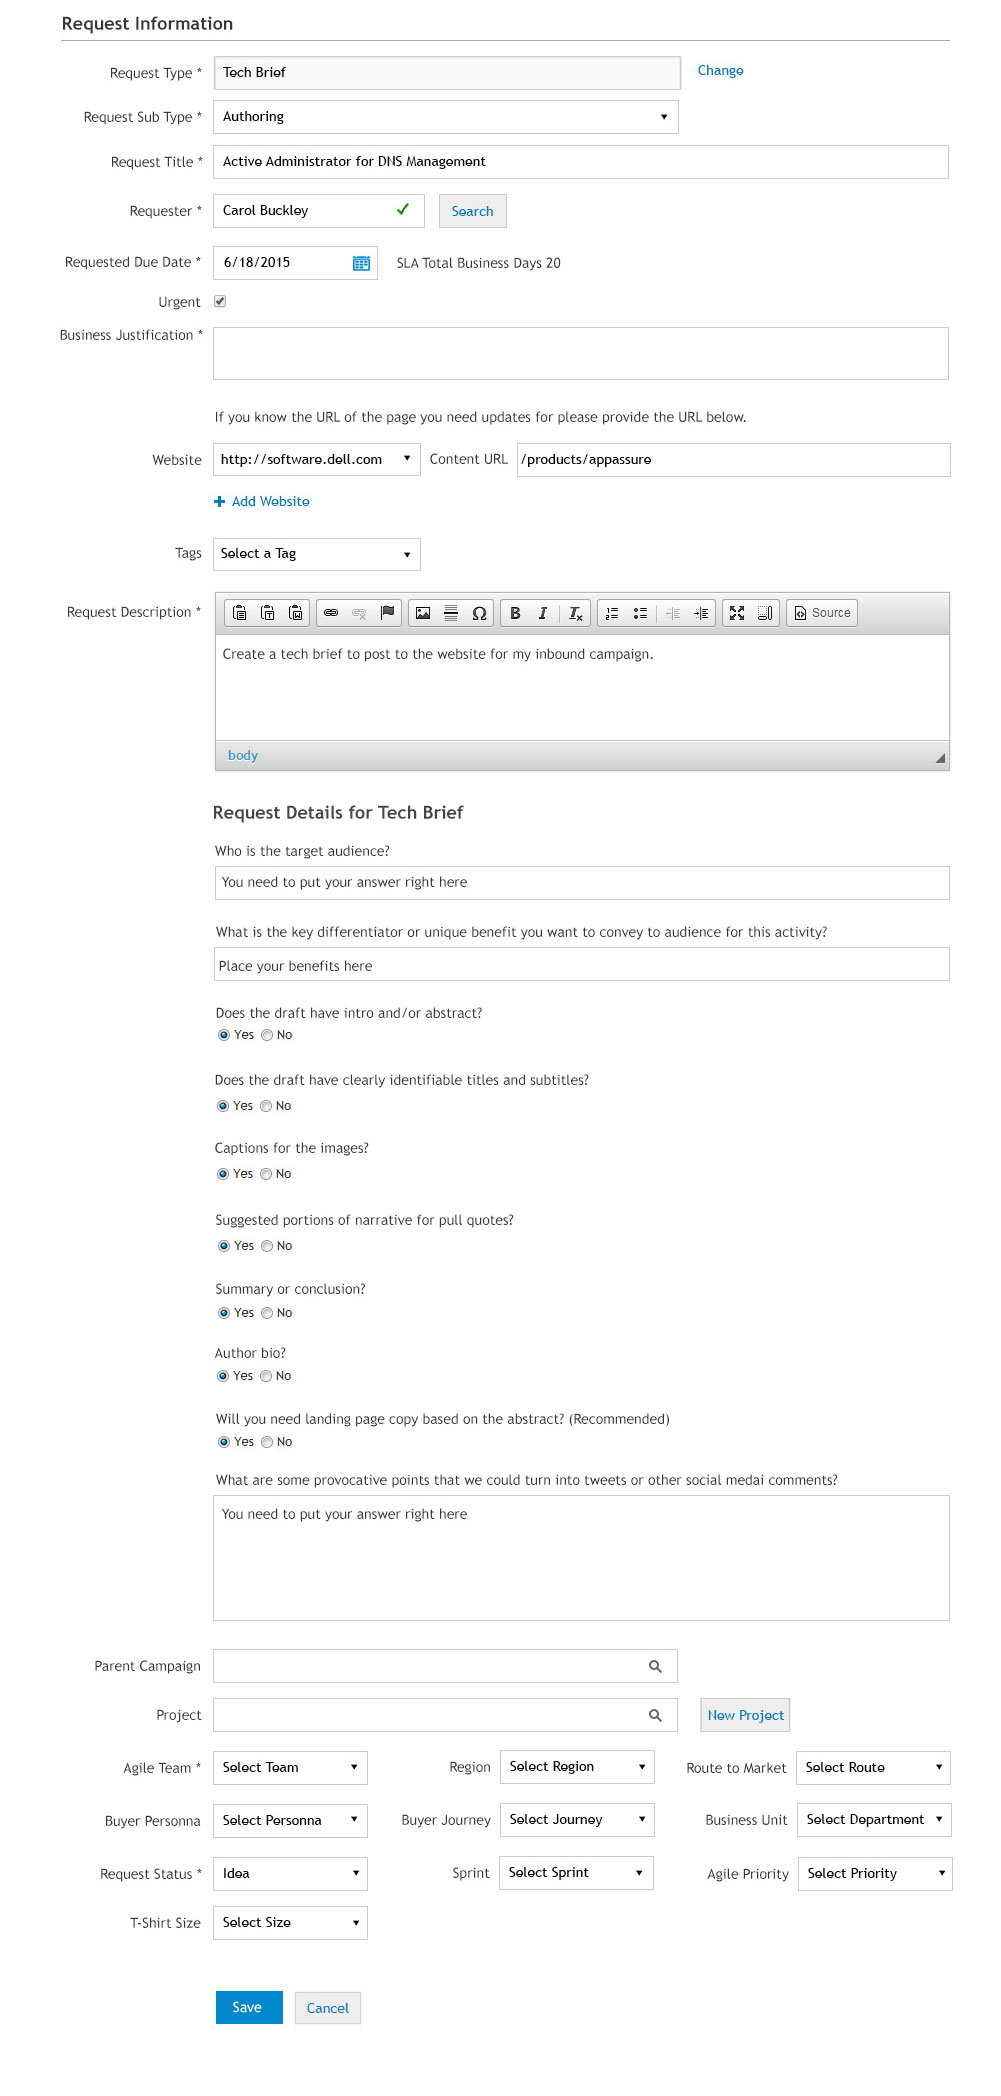 Request Information
Request Type * Tech Brief Change
Request Sub Type * Authoring
Request Title * Active Administrator for DNS Management
Requester * Carol Buckley Search
Requested Due Date * 6/18/2015 SLA Total Business Days 20
Urgent
Business Justification *
If you know the URL of the page you need updates for please provide the URL below.
Website http://software.dell.com Content URL /products/appassure
Add Website
Tags Select a Tag
Request Description * B I Tx Source
Create a tech brief to post to the website for my inbound campaign.
body
Request Details for Tech Brief
Who is the target audience?
You need to put your answer right here
What is the key differentiator or unique benefit you want to convey to audience for this activity?
Place your benefits here
Does the draft have intro and/or abstract?
Yes No
Does the draft have clearly identifiable titles and subtitles?
Yes No
Captions for the images?
Yes No
Suggested portions of narrative for pull quotes?
Yes No
Summary or conclusion?
Yes No
Author bio?
Yes No
Will you need landing page copy based on the abstract? (Recommended)
Yes No
What are some provocative points that we could turn into tweets or other social medai comments?
You need to put your answer right here
Parent Campaign
Project New Project
Agile Team * Select Team Region Select Region Route to Market Select Route
Buyer Personna Select Personna Buyer Journey Select Journey Business Unit Select Department
Request Status * Idea Sprint Select Sprint Agile Priority Select Priority
T-Shirt Size Select Size
Save Cancel